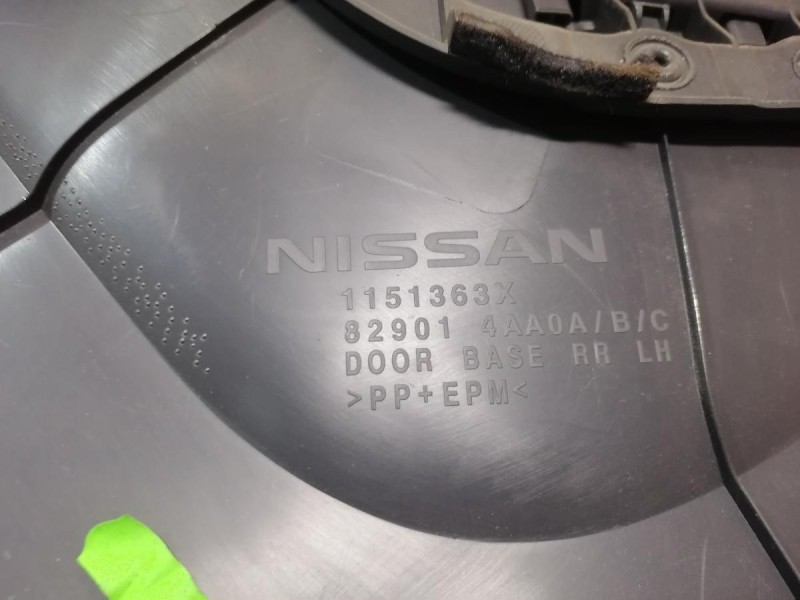 NISSAN
1151363X
82901 4AA0A/B/C
DOOR BASE RR LH
>PP+EPM<